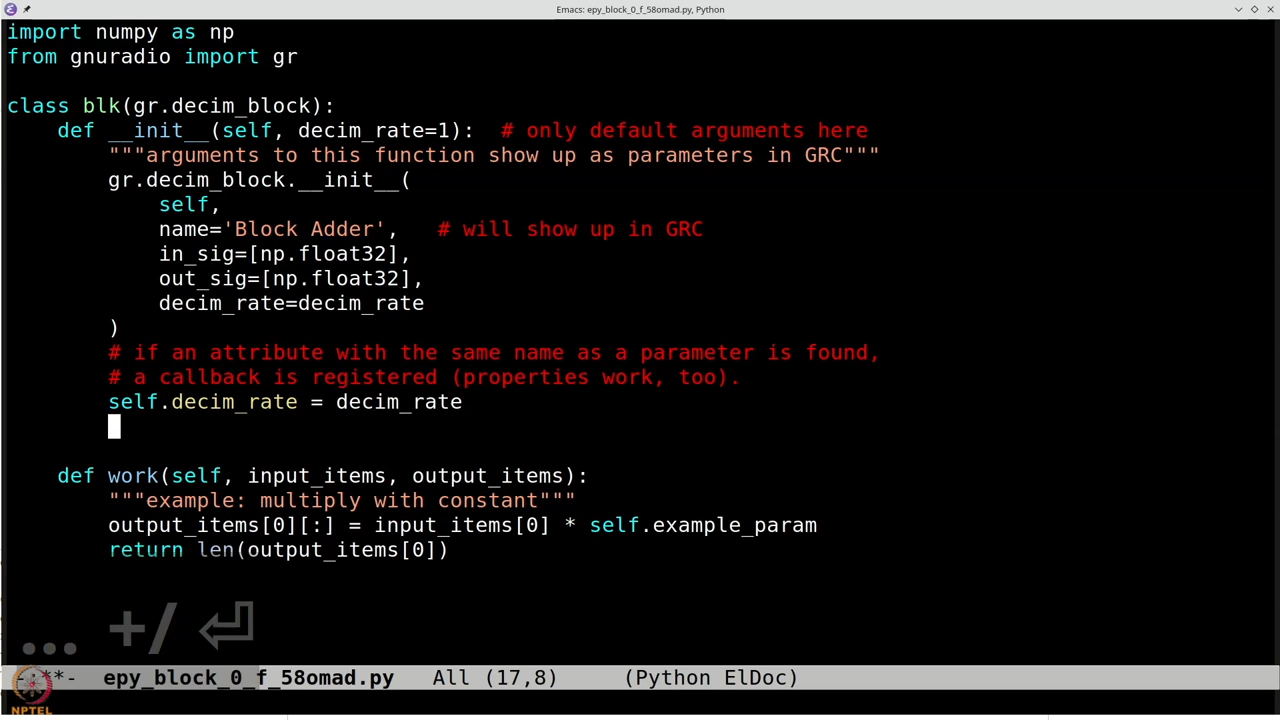 Emacs: epy_block_0_f_58omad.py, Python
import numpy as np
from gnuradio import gr
class blk(gr.decim_block):
    def __init__(self, decim_rate=1):  # only default arguments here
        """arguments to this function show up as parameters in GRC"""
        gr.decim_block.__init__(
            self,
            name='Block Adder',   # will show up in GRC
            in_sig=[np.float32],
            out_sig=[np.float32],
            decim_rate=decim_rate
        )
        # if an attribute with the same name as a parameter is found,
        # a callback is registered (properties work, too).
        self.decim_rate = decim_rate
    def work(self, input_items, output_items):
        """example: multiply with constant"""
        output_items[0][:] = input_items[0] * self.example_param
        return len(output_items[0])
... +/ ⏎
-:**-  epy_block_0_f_58omad.py   All (17,8)     (Python ElDoc)
NPTEL